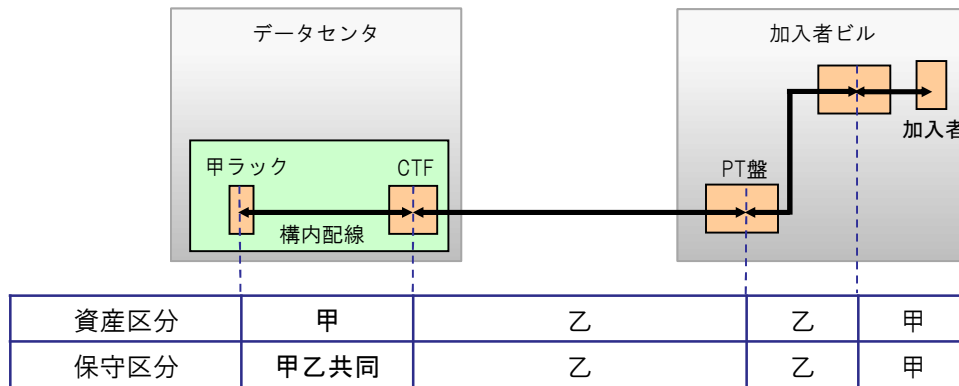 データセンタ
加入者ビル
加入者
甲ラック
CTF
PT盤
構内配線
資産区分 甲 乙 乙 甲
保守区分 甲乙共同 乙 乙 甲